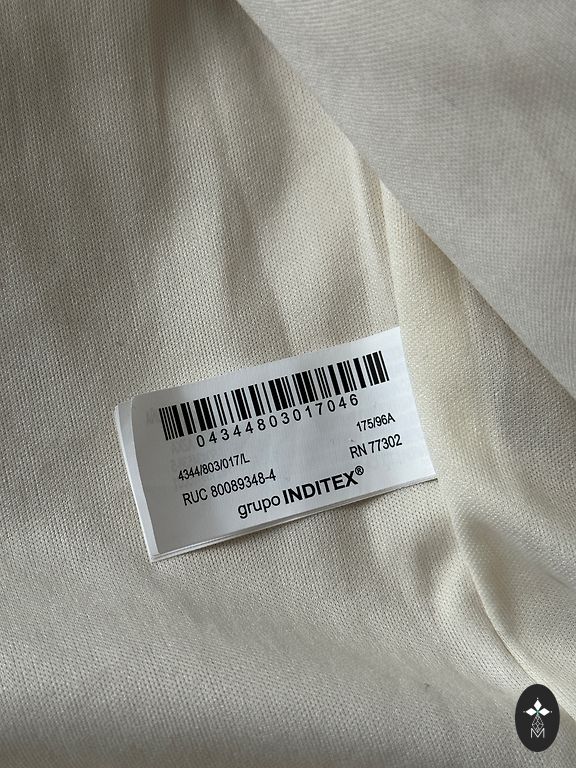 04344803017046
4344/803/017/L 175/96A
RUC 80089348-4 RN 77302
grupo INDITEX®
M